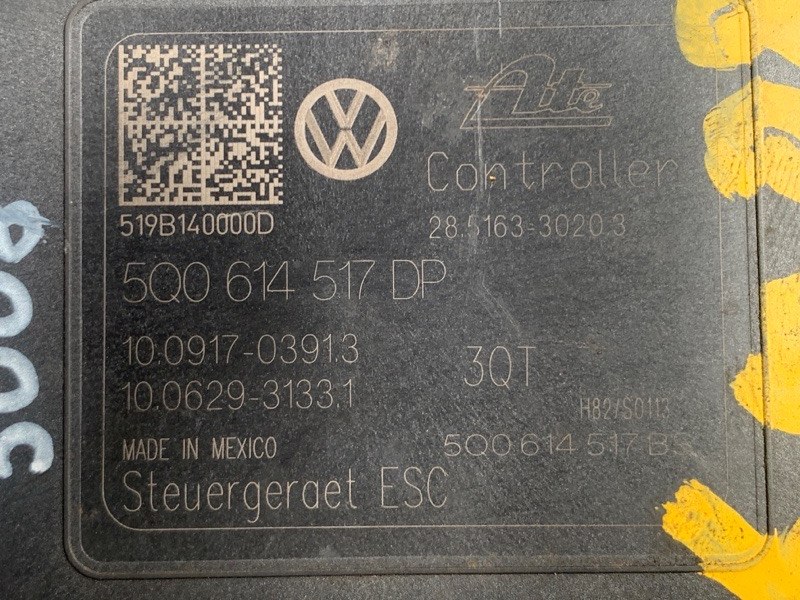 Ate
Controller
519B140000D
28.5163-3020.3
5Q0 614 517 DP
10.0917-0391.3
3QT
10.0629-3133.1
H82/S0113
MADE IN MEXICO
5Q0 614 517 BS
Steuergeraet ESC